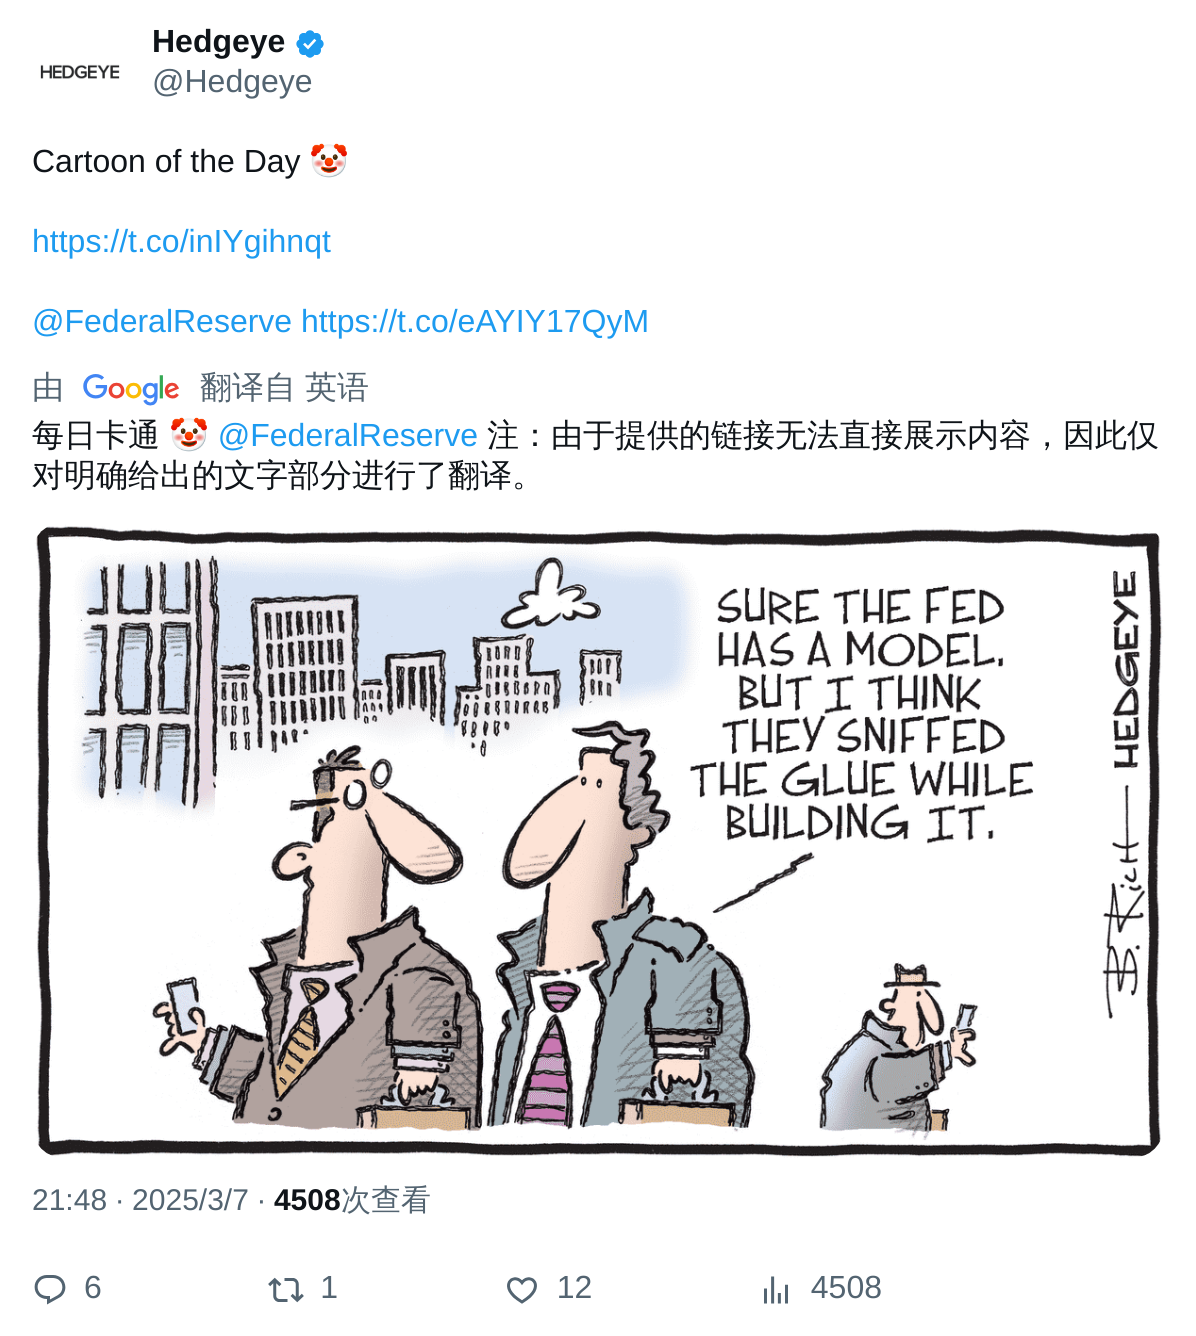 HEDGEYE
Hedgeye
@Hedgeye
Cartoon of the Day 🤡
https://t.co/inIYgihnqt
@FederalReserve https://t.co/eAYIY17QyM
由 Google 翻译自 英语
每日卡通 🤡 @FederalReserve 注：由于提供的链接无法直接展示内容，因此仅
对明确给出的文字部分进行了翻译。
SURE THE FED
HAS A MODEL.
BUT I THINK
THEY SNIFFED
THE GLUE WHILE
BUILDING IT.
B. Rich — HEDGEYE
21:48 · 2025/3/7 · 4508次查看
6 1 12 4508